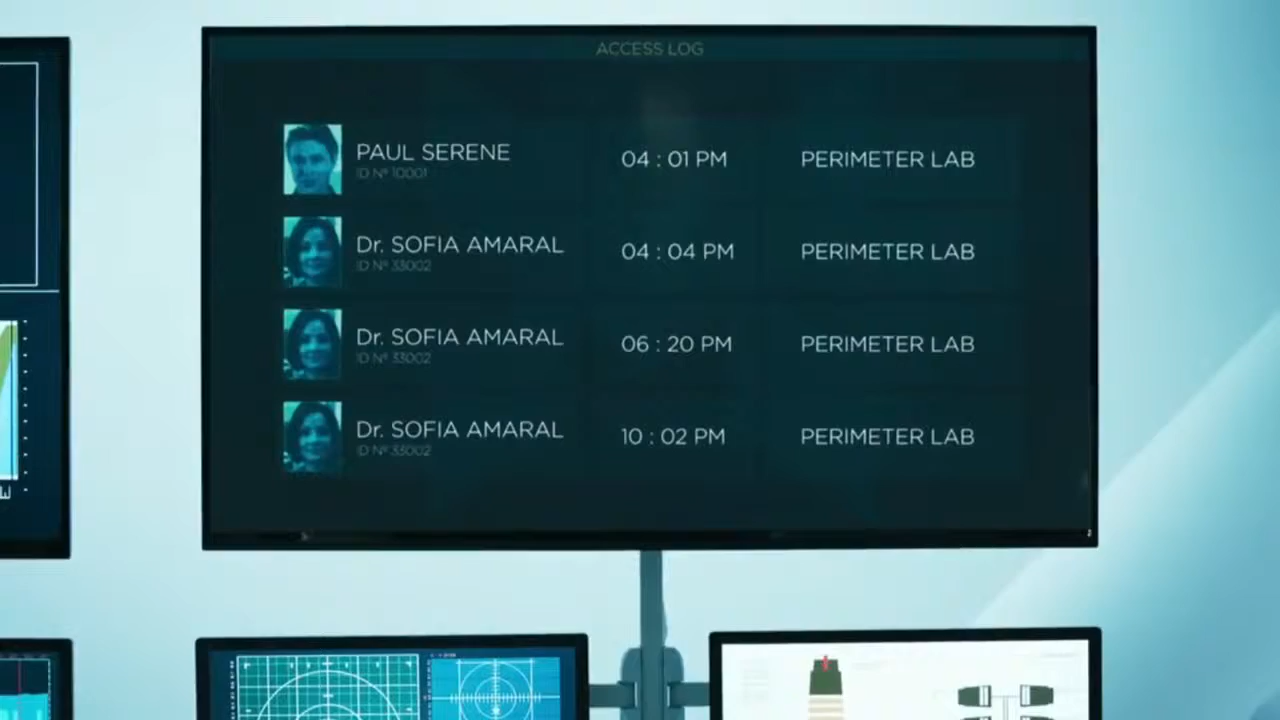 ACCESS LOG
PAUL SERENE
ID Nº 10001
04 : 01 PM
PERIMETER LAB
Dr. SOFIA AMARAL
ID Nº 33002
04 : 04 PM
PERIMETER LAB
Dr. SOFIA AMARAL
ID Nº 33002
06 : 20 PM
PERIMETER LAB
Dr. SOFIA AMARAL
ID Nº 33002
10 : 02 PM
PERIMETER LAB